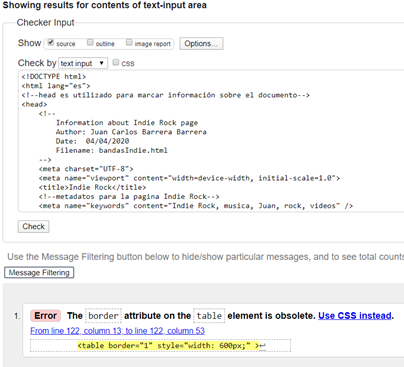 Showing results for contents of text-input area
Checker Input
Show source outline image report Options...
Check by text input css
<!DOCTYPE html>
<html lang="es">
<!--head es utilizado para marcar información sobre el documento-->
<head>
<!--
Information about Indie Rock page
Author: Juan Carlos Barrera Barrera
Date: 04/04/2020
Filename: bandasIndie.html
-->
<meta charset="UTF-8">
<meta name="viewport" content="width=device-width, initial-scale=1.0">
<title>Indie Rock</title>
<!--metadatos para la pagina Indie Rock-->
<meta name="keywords" content="Indie Rock, musica, Juan, rock, videos" />
Check
Use the Message Filtering button below to hide/show particular messages, and to see total counts
Message Filtering
1. Error The border attribute on the table element is obsolete. Use CSS instead.
From line 122, column 13; to line 122, column 53
<table border="1" style="width: 600px;" >↩